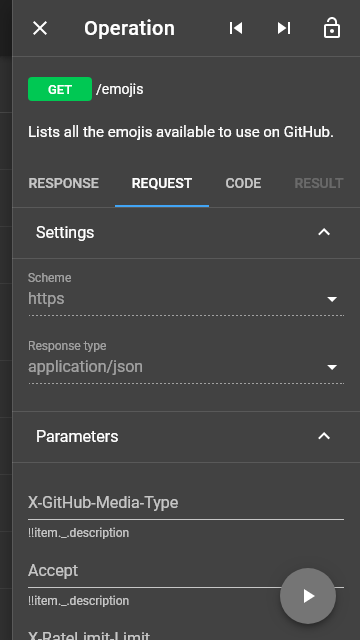 Operation
GET /emojis
Lists all the emojis available to use on GitHub.
RESPONSE REQUEST CODE RESULT
Settings
Scheme
https
Response type
application/json
Parameters
X-GitHub-Media-Type
!!item._.description
Accept
!!item._.description
X-RateLimit-Limit